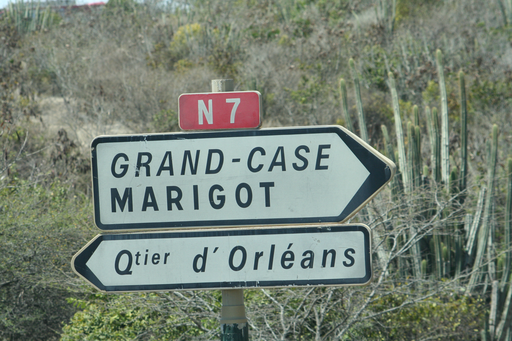 N 7
GRAND-CASE
MARIGOT
Qtier d'Orléans